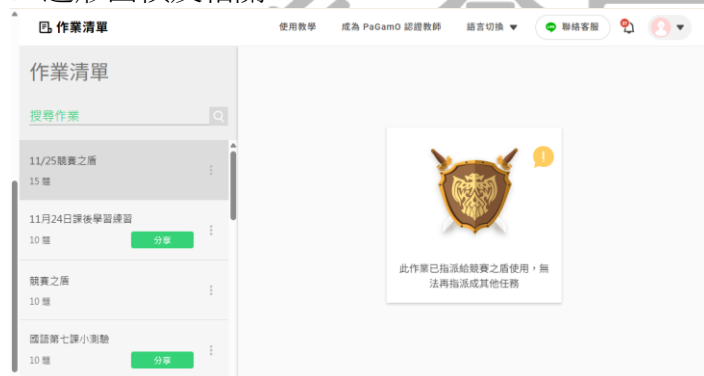 作業清單
使用教學
成為 PaGamO 認證教師
語言切換 ▼
聯絡客服
作業清單
搜尋作業
11/25競賽之盾
15 題
11月24日課後學習練習
10 題
分享
競賽之盾
10 題
國語第七課小測驗
10 題
分享
此作業已指派給競賽之盾使用，無
法再指派成其他任務